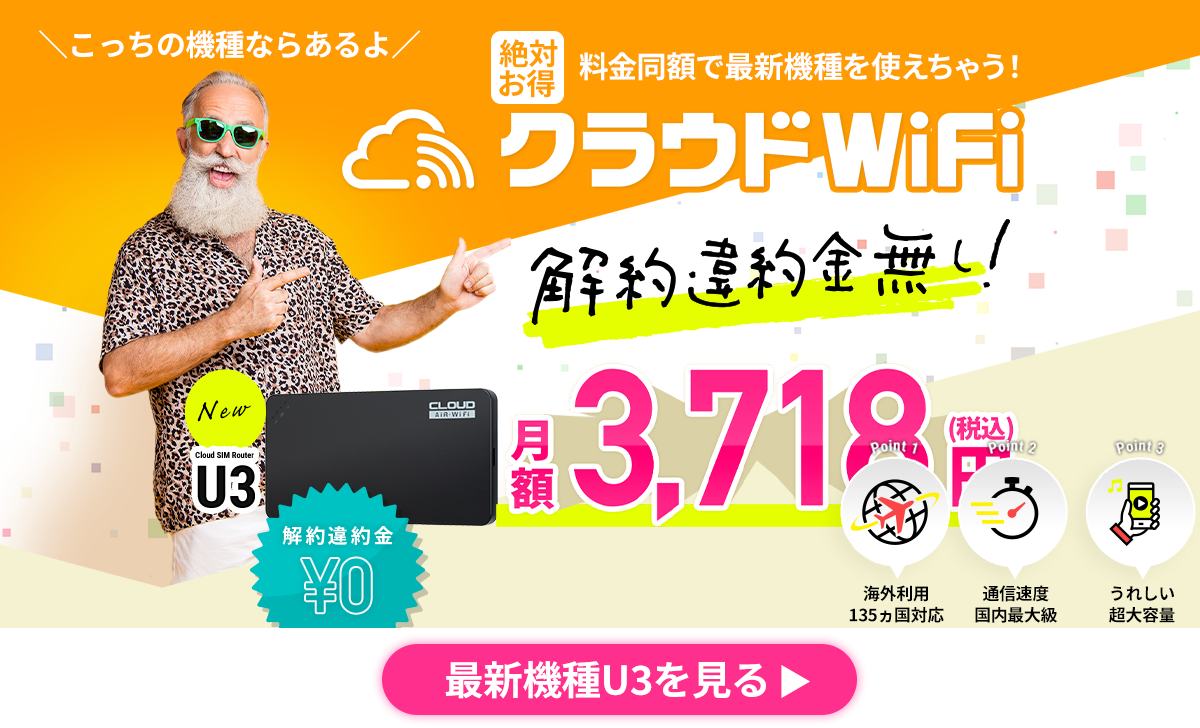 ＼こっちの機種ならあるよ／
絶対
お得
料金同額で最新機種を使えちゃう!
クラウドWiFi
解約違約金無し!
New
Cloud SIM Router
U3
CLOUD
AiR-WiFi
解約違約金
¥0
月額
3,718円
(税込)
Point 1
海外利用
135ヵ国対応
Point 2
通信速度
国内最大級
Point 3
うれしい
超大容量
最新機種U3を見る ▶